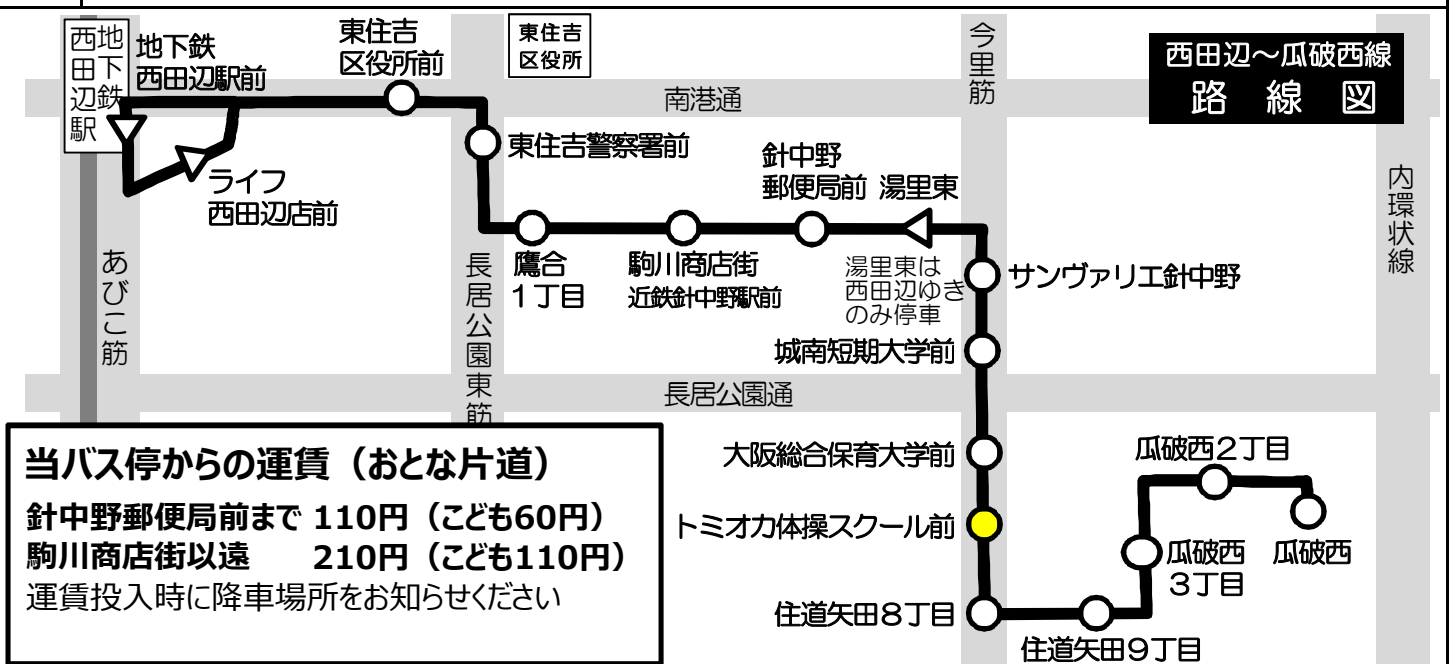 地下鉄
西田辺駅
地下鉄
西田辺駅前
東住吉
区役所前
東住吉
区役所
今里筋
西田辺～瓜破西線
路線図
南港通
東住吉警察署前
針中野
郵便局前
湯里東
ライフ
西田辺店前
内環状線
あびこ筋
長居公園東筋
鷹合
１丁目
駒川商店街
近鉄針中野駅前
湯里東は
西田辺ゆき
のみ停車
サンヴァリエ針中野
城南短期大学前
長居公園通
当バス停からの運賃（おとな片道）
針中野郵便局前まで 110円（こども60円）
駒川商店街以遠 210円（こども110円）
運賃投入時に降車場所をお知らせください
大阪総合保育大学前
瓜破西２丁目
トミオカ体操スクール前
瓜破西
３丁目
瓜破西
住道矢田８丁目
住道矢田９丁目